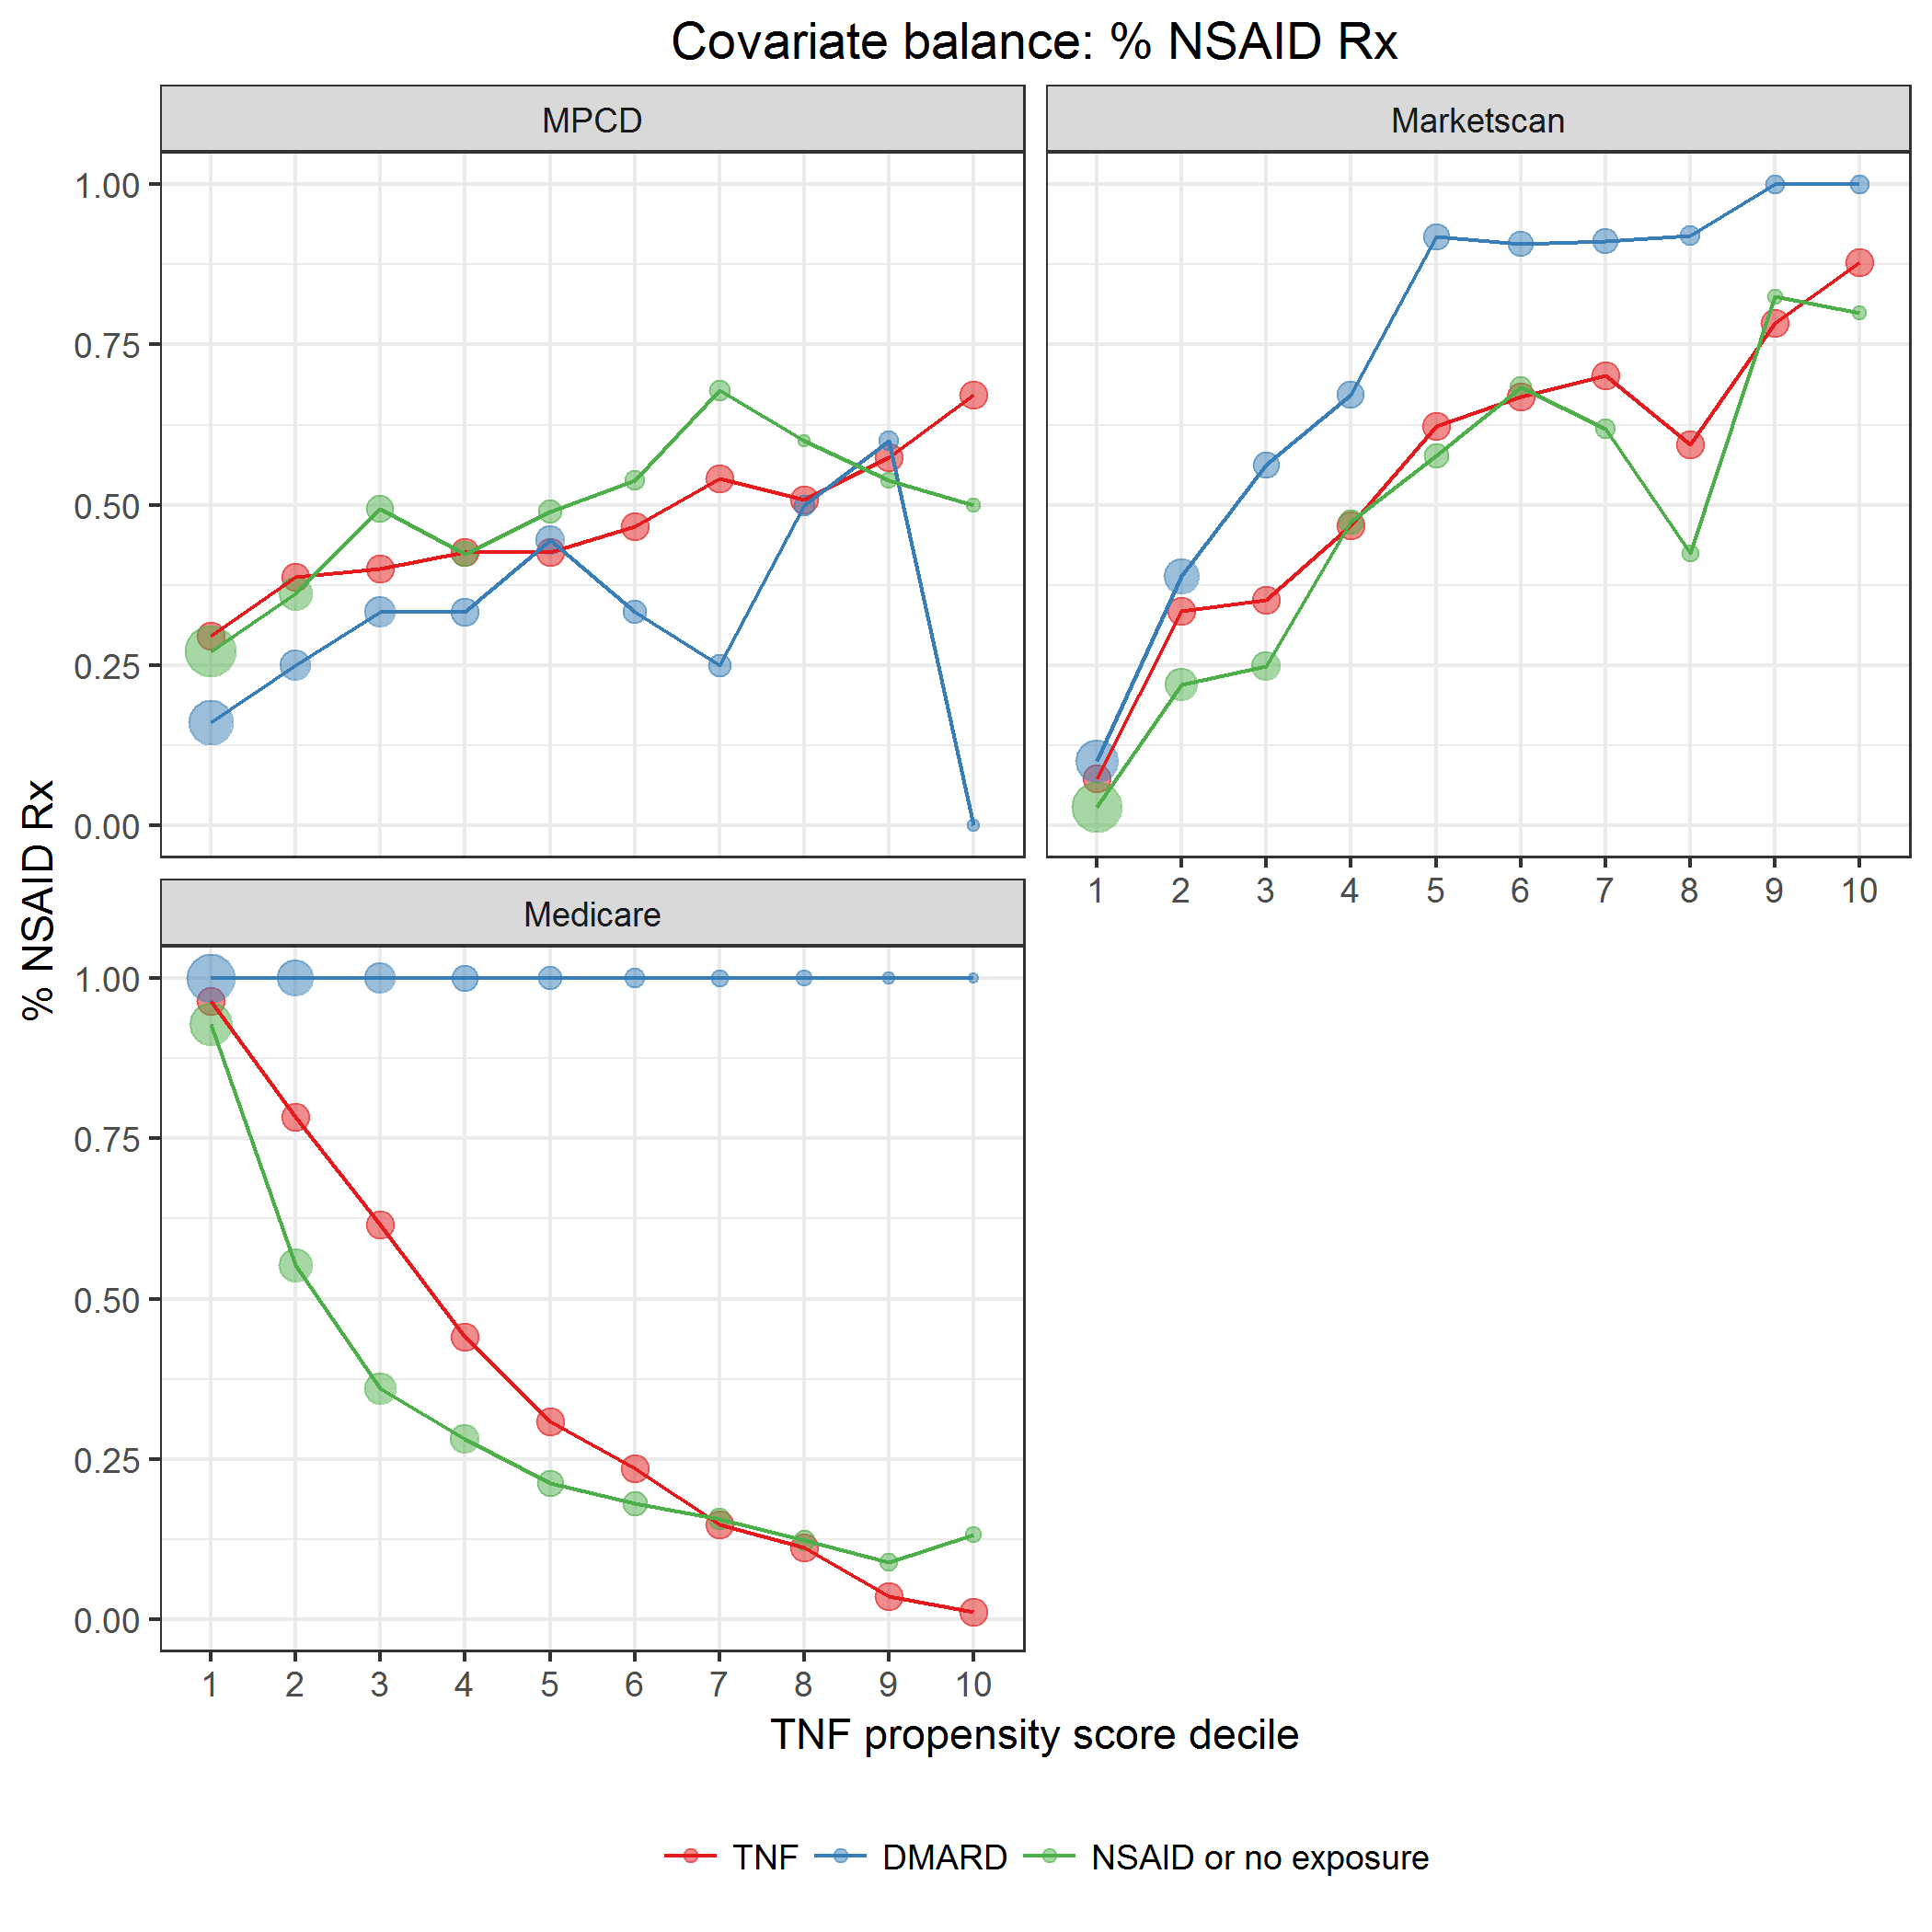 Covariate balance: % NSAID Rx
MPCD
Marketscan
1.00
0.75
0.50
0.25
0.00
1 2 3 4 5 6 7 8 9 10
% NSAID Rx
Medicare
1.00
0.75
0.50
0.25
0.00
1 2 3 4 5 6 7 8 9 10
TNF propensity score decile
TNF DMARD NSAID or no exposure